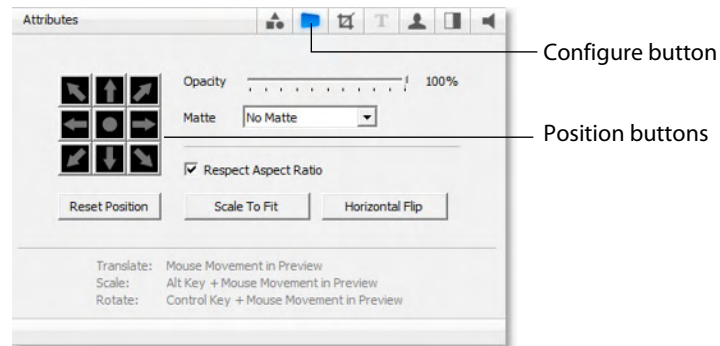 Attributes
T
Configure button
Opacity 100%
Matte No Matte
Position buttons
Respect Aspect Ratio
Reset Position Scale To Fit Horizontal Flip
Translate: Mouse Movement in Preview
Scale: Alt Key + Mouse Movement in Preview
Rotate: Control Key + Mouse Movement in Preview